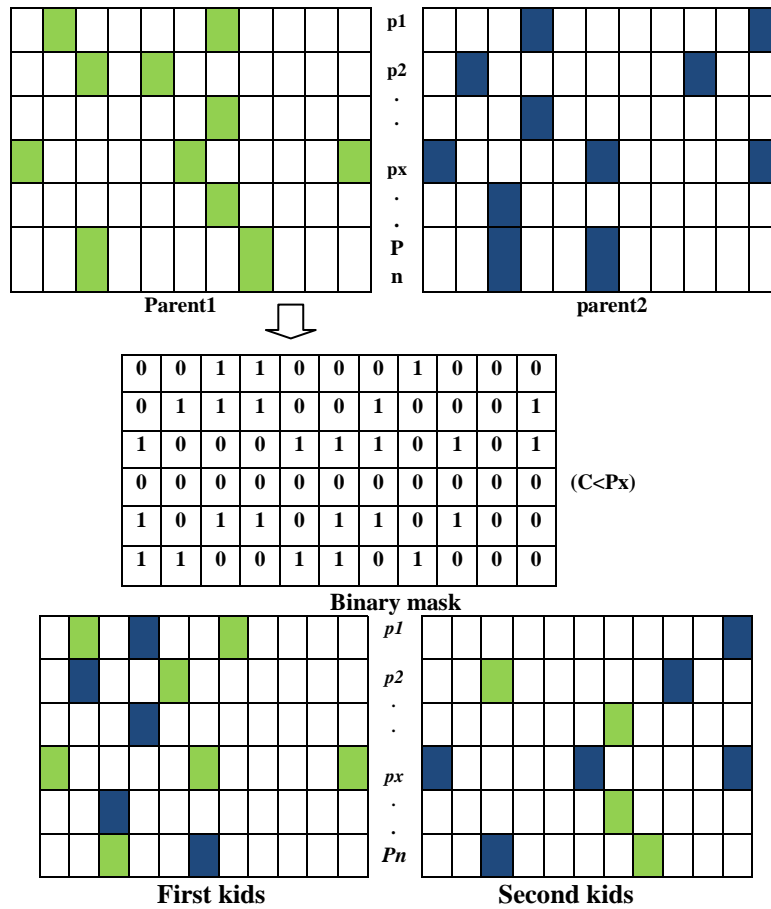 p1
p2
.
.
px
.
.
P
n
Parent1
parent2
0 0 1 1 0 0 0 1 0 0 0
0 1 1 1 0 0 1 0 0 0 1
1 0 0 0 1 1 1 0 1 0 1
0 0 0 0 0 0 0 0 0 0 0
(C<Px)
1 0 1 1 0 1 1 0 1 0 0
1 1 0 0 1 1 0 1 0 0 0
Binary mask
p1
p2
.
.
px
.
.
Pn
First kids
Second kids